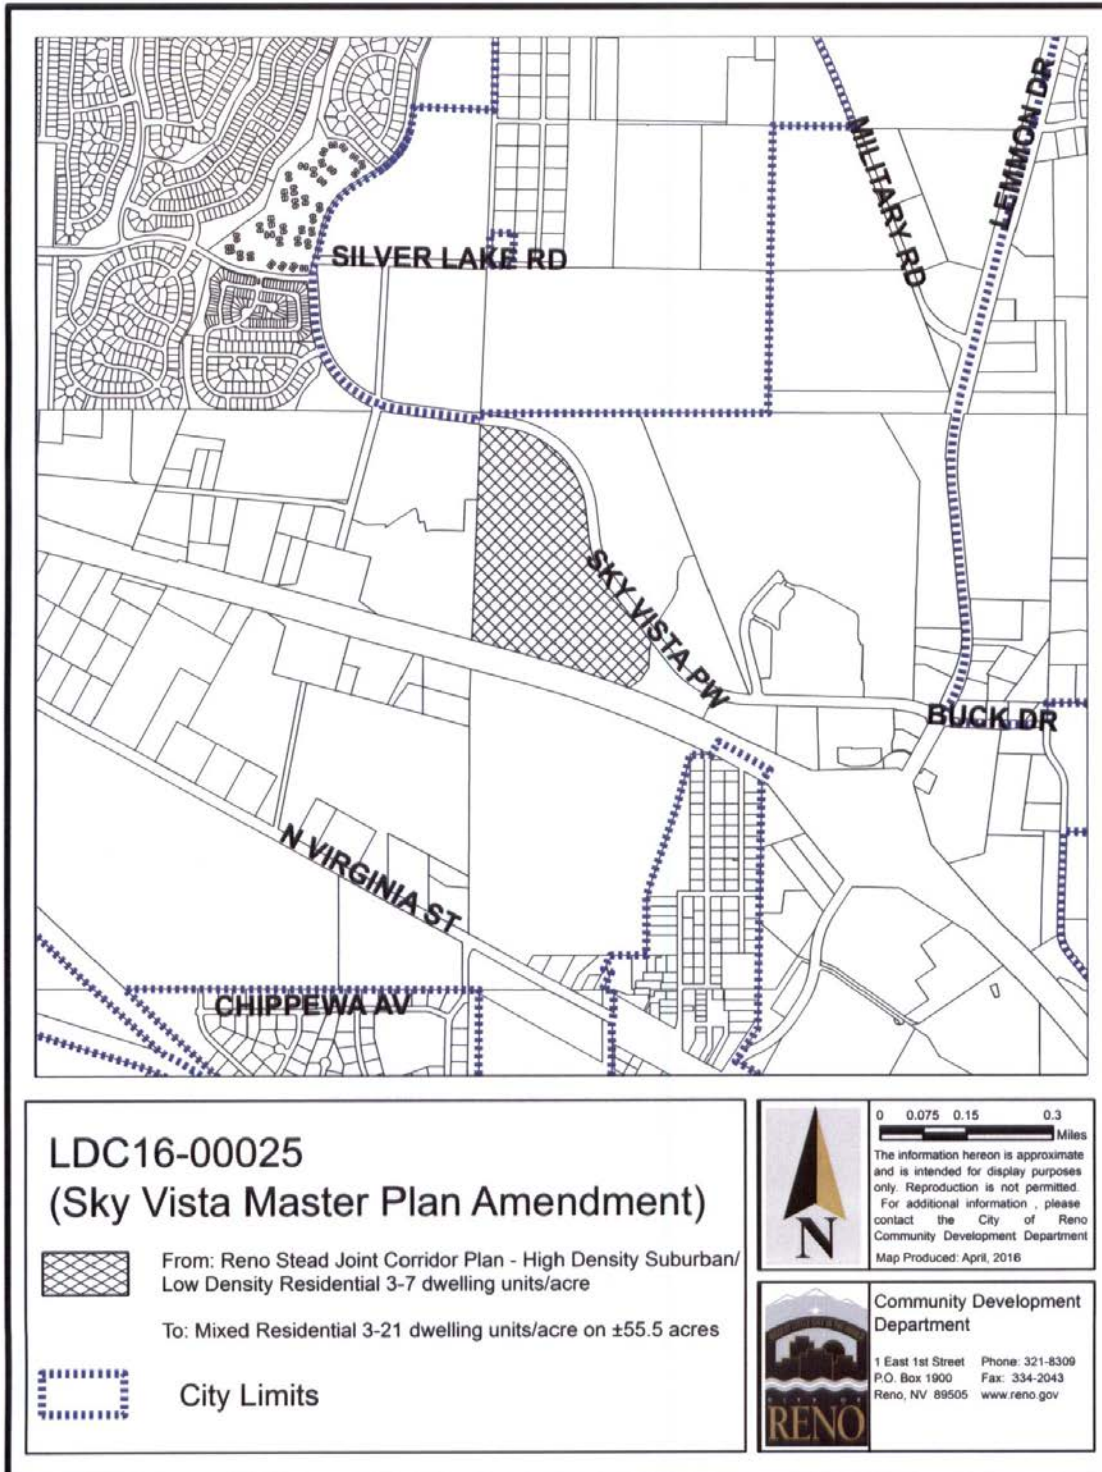 MILITARY RD
LEMMON DR
SILVER LAKE RD
SKY VISTA PW
BUCK DR
N VIRGINIA ST
CHIPPEWA AV
LDC16-00025
(Sky Vista Master Plan Amendment)
From: Reno Stead Joint Corridor Plan - High Density Suburban/
Low Density Residential 3-7 dwelling units/acre
To: Mixed Residential 3-21 dwelling units/acre on ±55.5 acres
City Limits
N
0 0.075 0.15 0.3
Miles
The information hereon is approximate
and is intended for display purposes
only. Reproduction is not permitted.
For additional information , please
contact the City of Reno
Community Development Department
Map Produced: April, 2016
Community Development
Department
1 East 1st Street Phone: 321-8309
P.O. Box 1900 Fax: 334-2043
Reno, NV 89505 www.reno.gov
CITY OF
RENO